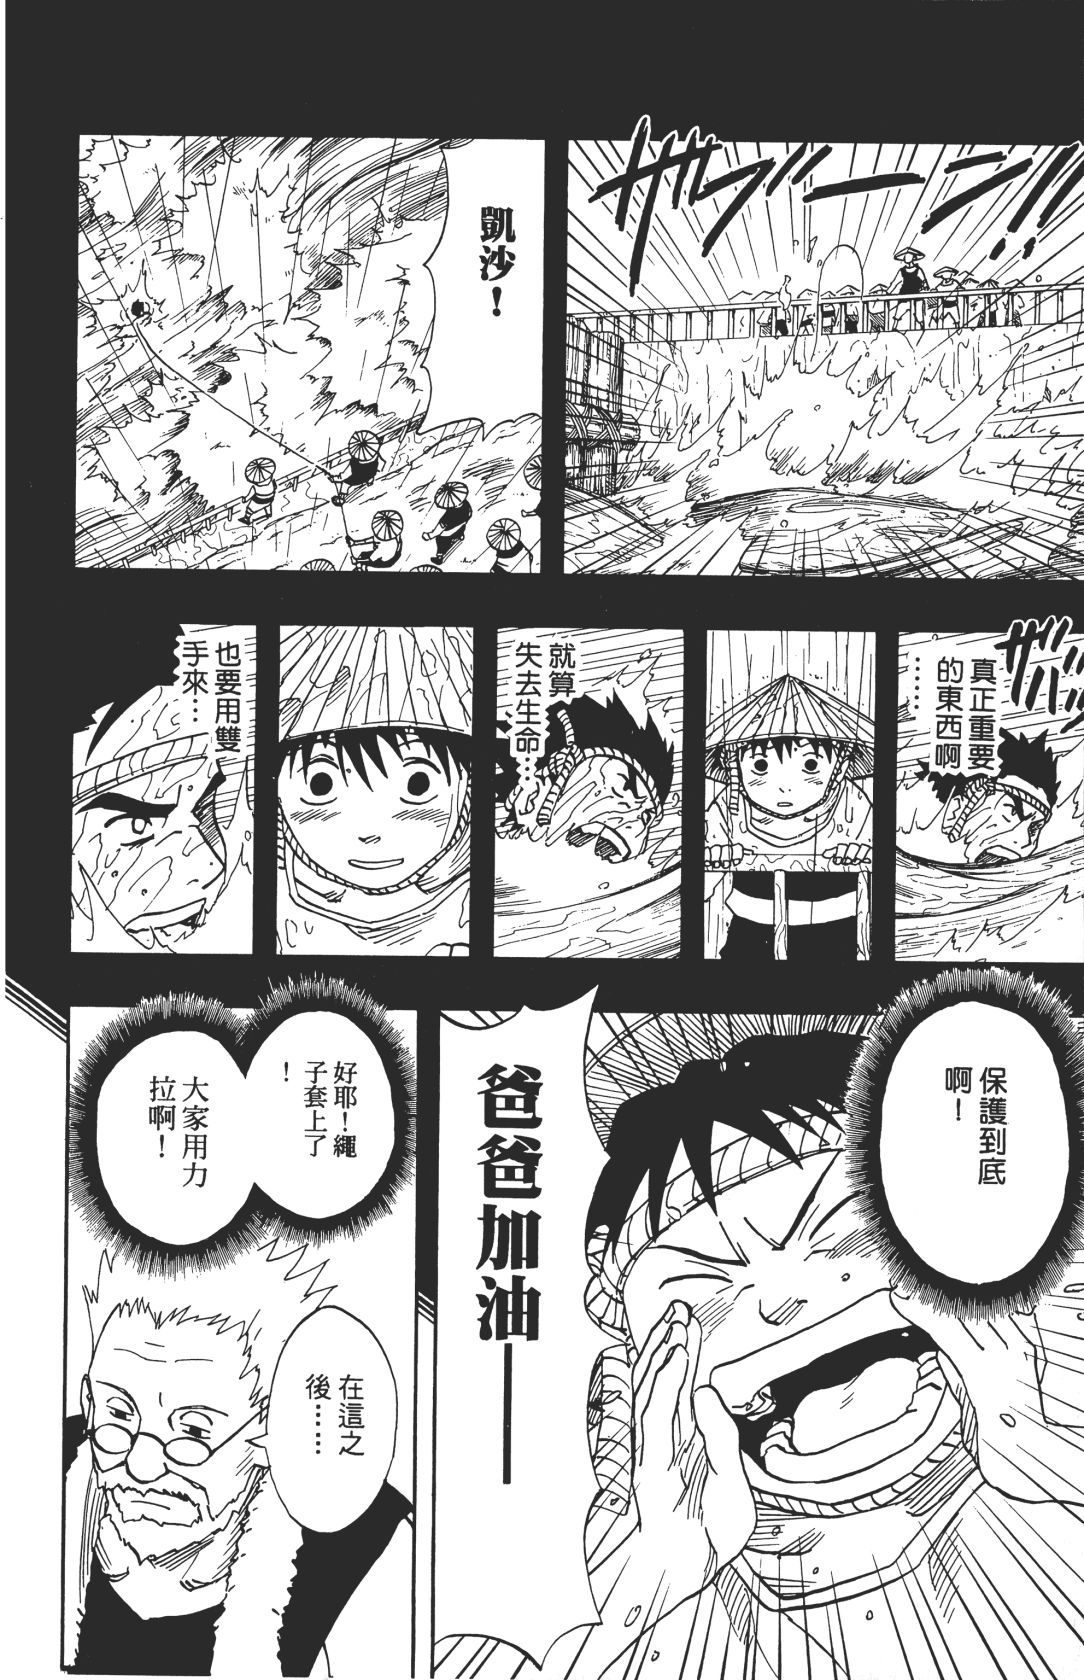 ザブーン!!
凱沙！
ザバッ
真正重要
的東西啊
……
就算
失去生命…
也要用雙
手來…
保護到底
啊！
爸爸加油——
好耶！繩
子套上了
！
大家用力
拉啊！
在這之
後……